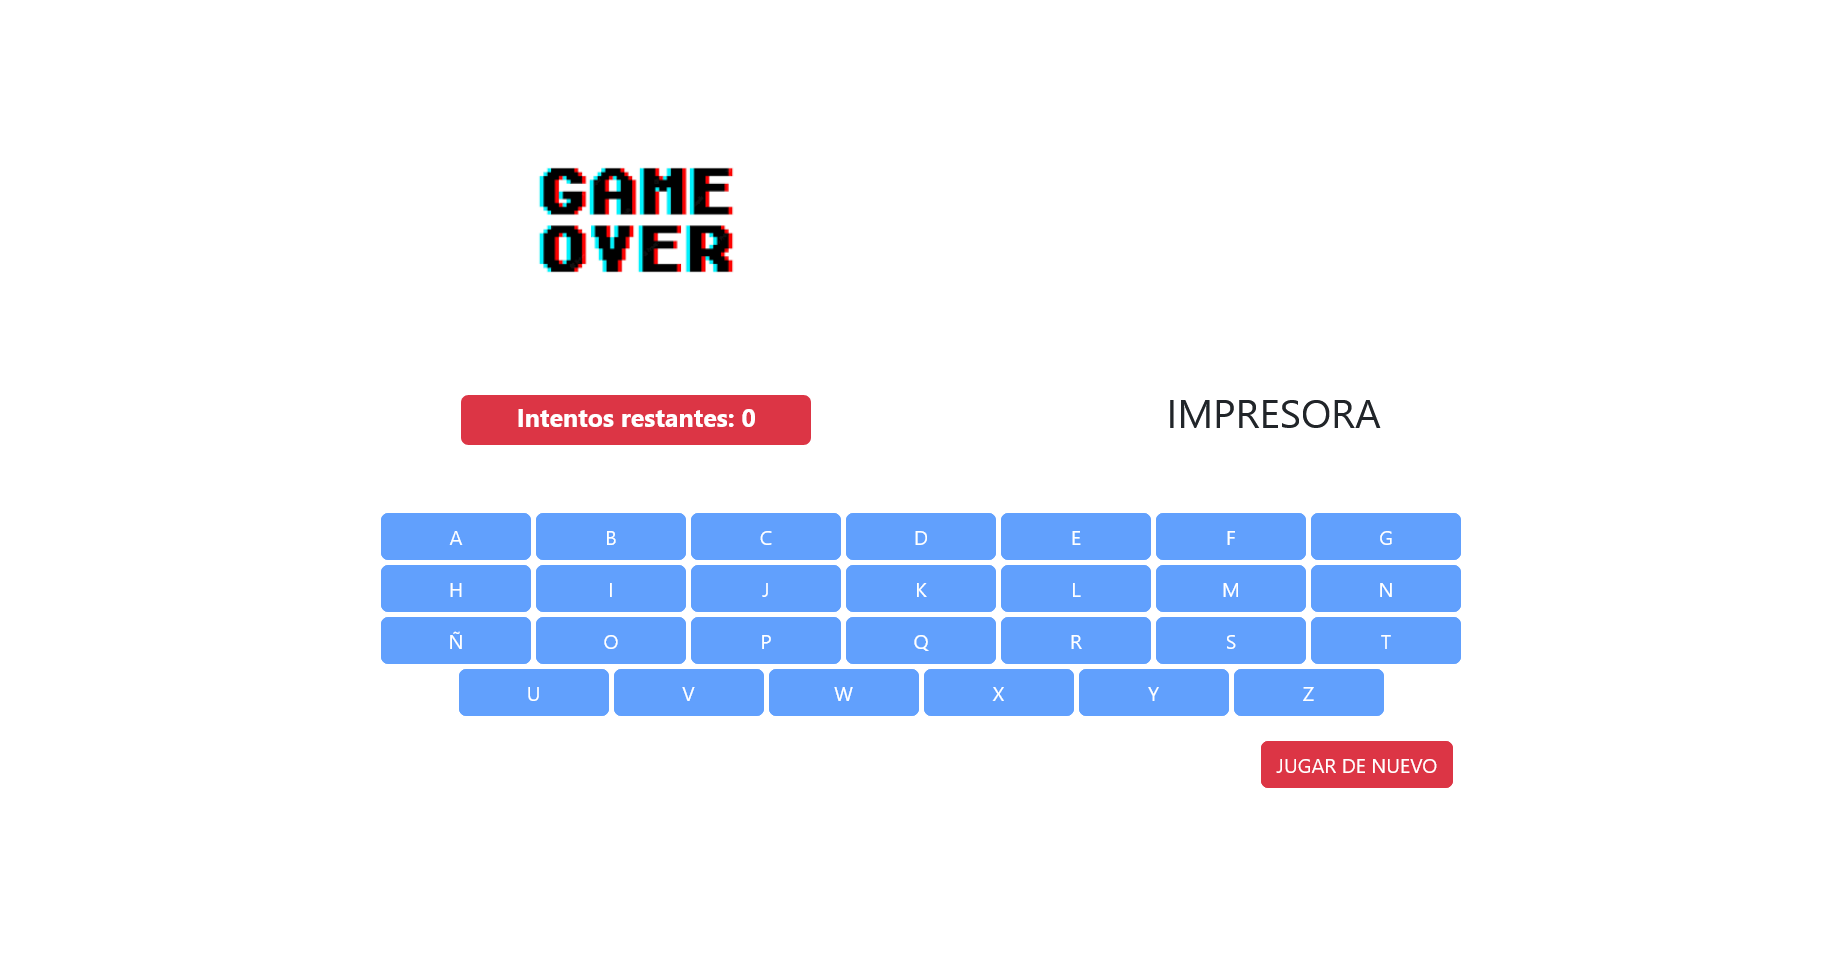 GAME
OVER
Intentos restantes: 0
IMPRESORA
A B C D E F G
H I J K L M N
Ñ O P Q R S T
U V W X Y Z
JUGAR DE NUEVO